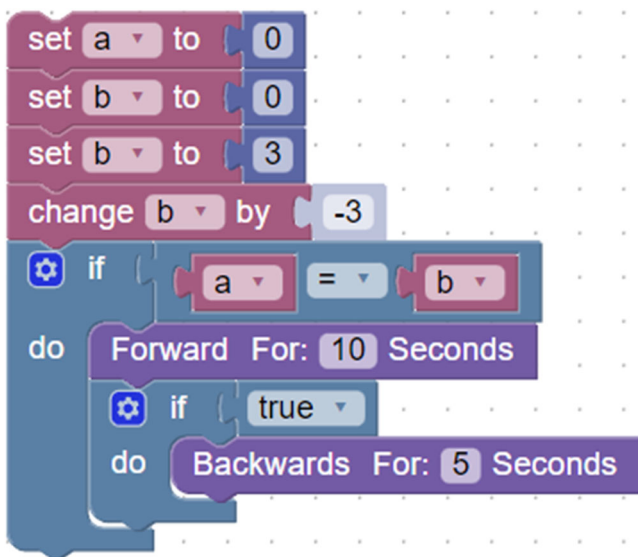 set a to 0
set b to 0
set b to 3
change b by -3
if a = b
do Forward For: 10 Seconds
if true
do Backwards For: 5 Seconds